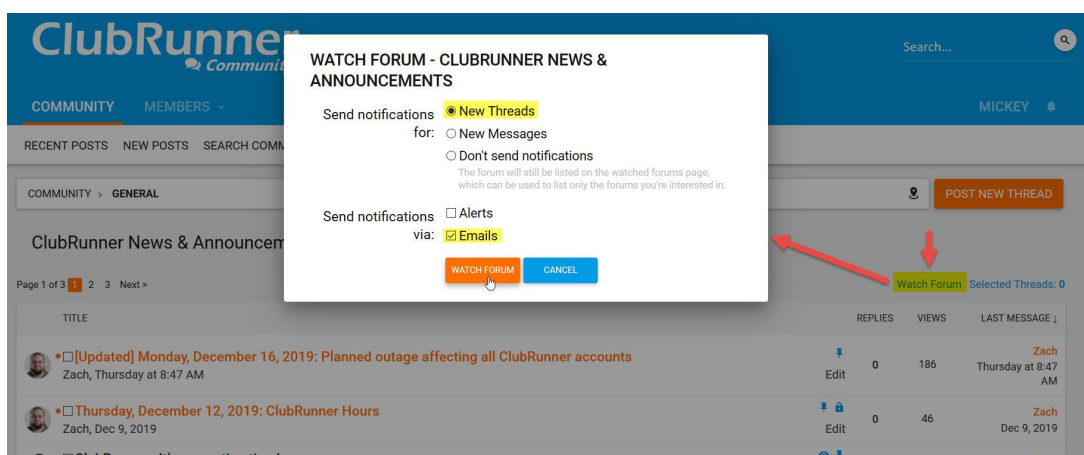 ClubRunner
Communit
Search...
COMMUNITY MEMBERS
MICKEY
RECENT POSTS NEW POSTS SEARCH COMM
COMMUNITY > GENERAL
POST NEW THREAD
WATCH FORUM - CLUBRUNNER NEWS &
ANNOUNCEMENTS
Send notifications
for:
New Threads
New Messages
Don't send notifications
The forum will still be listed on the watched forums page,
which can be used to list only the forums you're interested in.
Send notifications
via:
Alerts
Emails
WATCH FORUM CANCEL
ClubRunner News & Announcem
Page 1 of 3 1 2 3 Next >
Watch Forum Selected Threads: 0
TITLE REPLIES VIEWS LAST MESSAGE ↓
[Updated] Monday, December 16, 2019: Planned outage affecting all ClubRunner accounts
Zach, Thursday at 8:47 AM
Edit
0
186
Zach
Thursday at 8:47
AM
Thursday, December 12, 2019: ClubRunner Hours
Zach, Dec 9, 2019
Edit
0
46
Zach
Dec 9, 2019